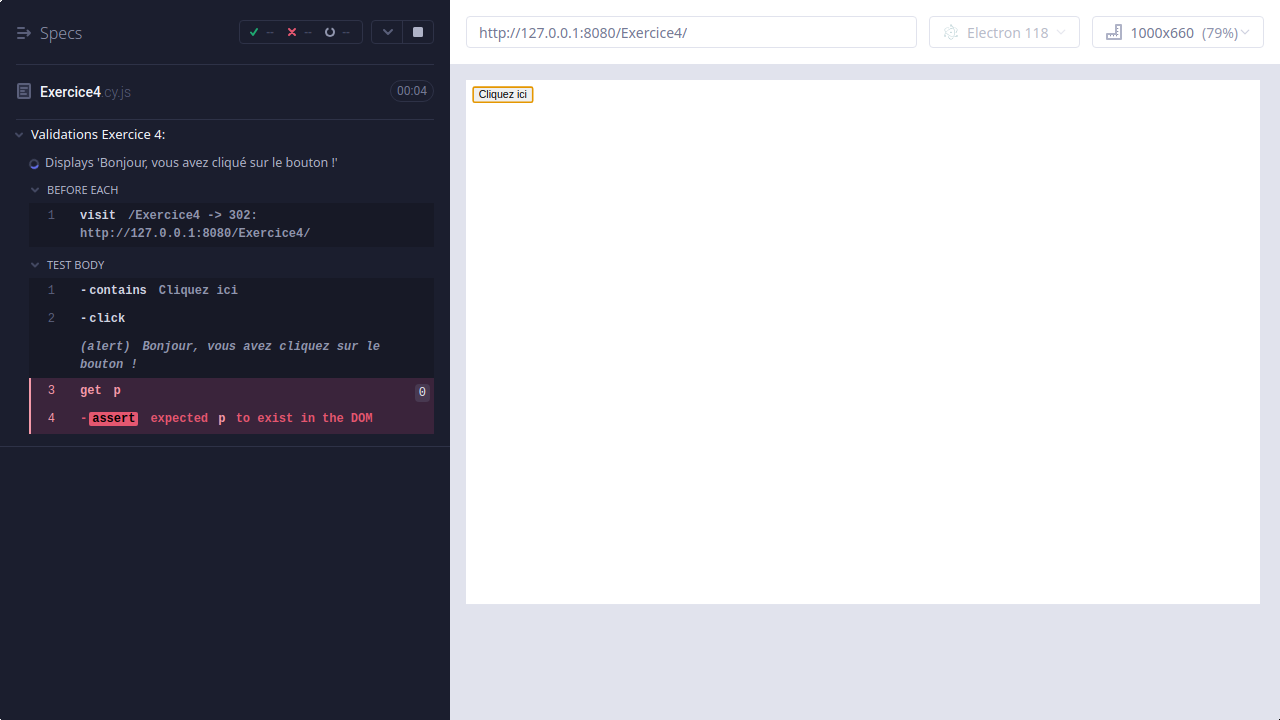 Specs
--
--
--
Exercice4.cy.js
00:04
Validations Exercice 4:
Displays 'Bonjour, vous avez cliqué sur le bouton !'
BEFORE EACH
1 visit /Exercice4 -> 302:
http://127.0.0.1:8080/Exercice4/
TEST BODY
1 -contains Cliquez ici
2 -click
(alert) Bonjour, vous avez cliquez sur le
bouton !
3 get p 0
4 -assert expected p to exist in the DOM
http://127.0.0.1:8080/Exercice4/
Electron 118
1000x660 (79%)
Cliquez ici